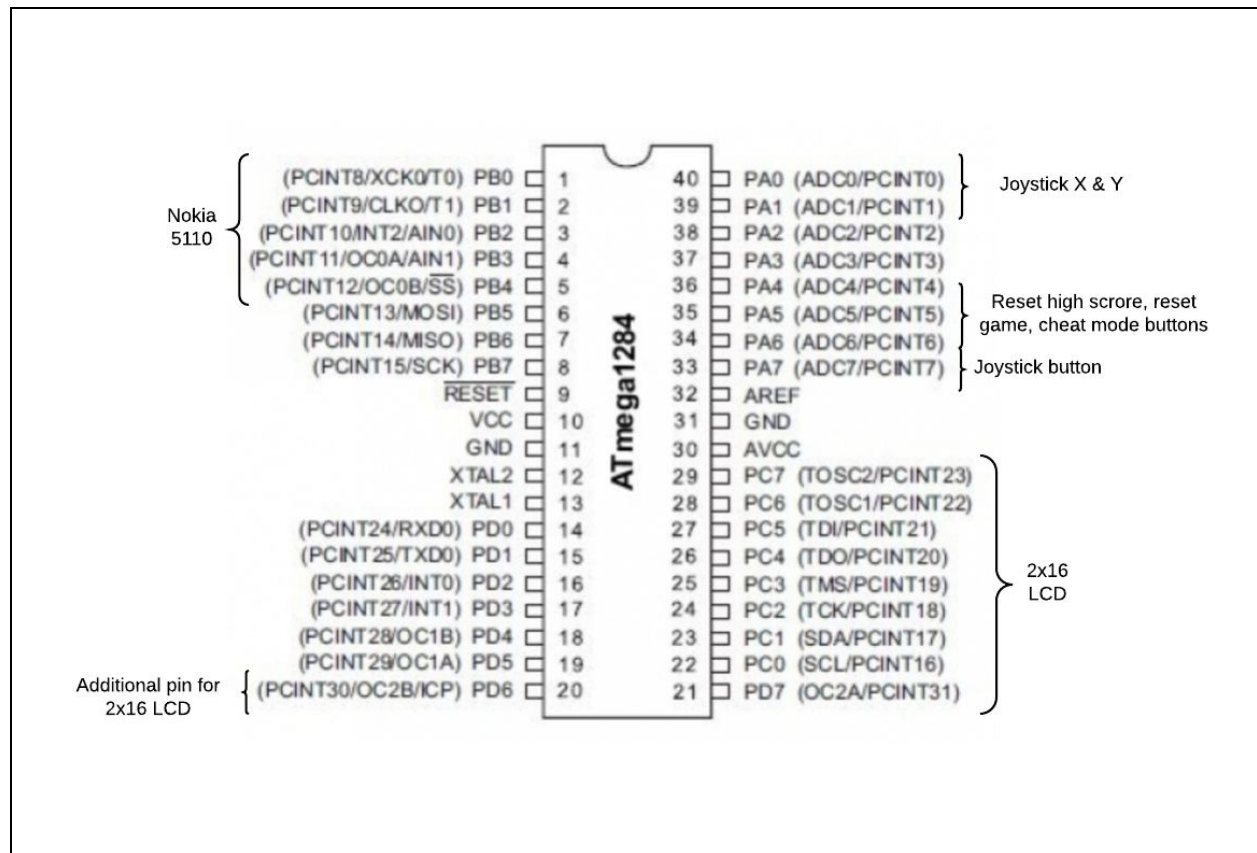 (PCINT8/XCK0/T0) PB0 1 40 PA0 (ADC0/PCINT0)
Joystick X & Y
(PCINT9/CLKO/T1) PB1 2 39 PA1 (ADC1/PCINT1)
Nokia
5110
(PCINT10/INT2/AIN0) PB2 3 38 PA2 (ADC2/PCINT2)
(PCINT11/OC0A/AIN1) PB3 4 37 PA3 (ADC3/PCINT3)
(PCINT12/OC0B/SS) PB4 5 36 PA4 (ADC4/PCINT4)
Reset high scrore, reset
game, cheat mode buttons
(PCINT13/MOSI) PB5 6 35 PA5 (ADC5/PCINT5)
(PCINT14/MISO) PB6 7 34 PA6 (ADC6/PCINT6)
(PCINT15/SCK) PB7 8 33 PA7 (ADC7/PCINT7)
Joystick button
RESET 9 32 AREF
VCC 10 31 GND
GND 11 30 AVCC
ATmega1284
XTAL2 12 29 PC7 (TOSC2/PCINT23)
XTAL1 13 28 PC6 (TOSC1/PCINT22)
(PCINT24/RXD0) PD0 14 27 PC5 (TDI/PCINT21)
(PCINT25/TXD0) PD1 15 26 PC4 (TDO/PCINT20)
(PCINT26/INT0) PD2 16 25 PC3 (TMS/PCINT19)
2x16
LCD
(PCINT27/INT1) PD3 17 24 PC2 (TCK/PCINT18)
(PCINT28/OC1B) PD4 18 23 PC1 (SDA/PCINT17)
(PCINT29/OC1A) PD5 19 22 PC0 (SCL/PCINT16)
Additional pin for
2x16 LCD
(PCINT30/OC2B/ICP) PD6 20 21 PD7 (OC2A/PCINT31)